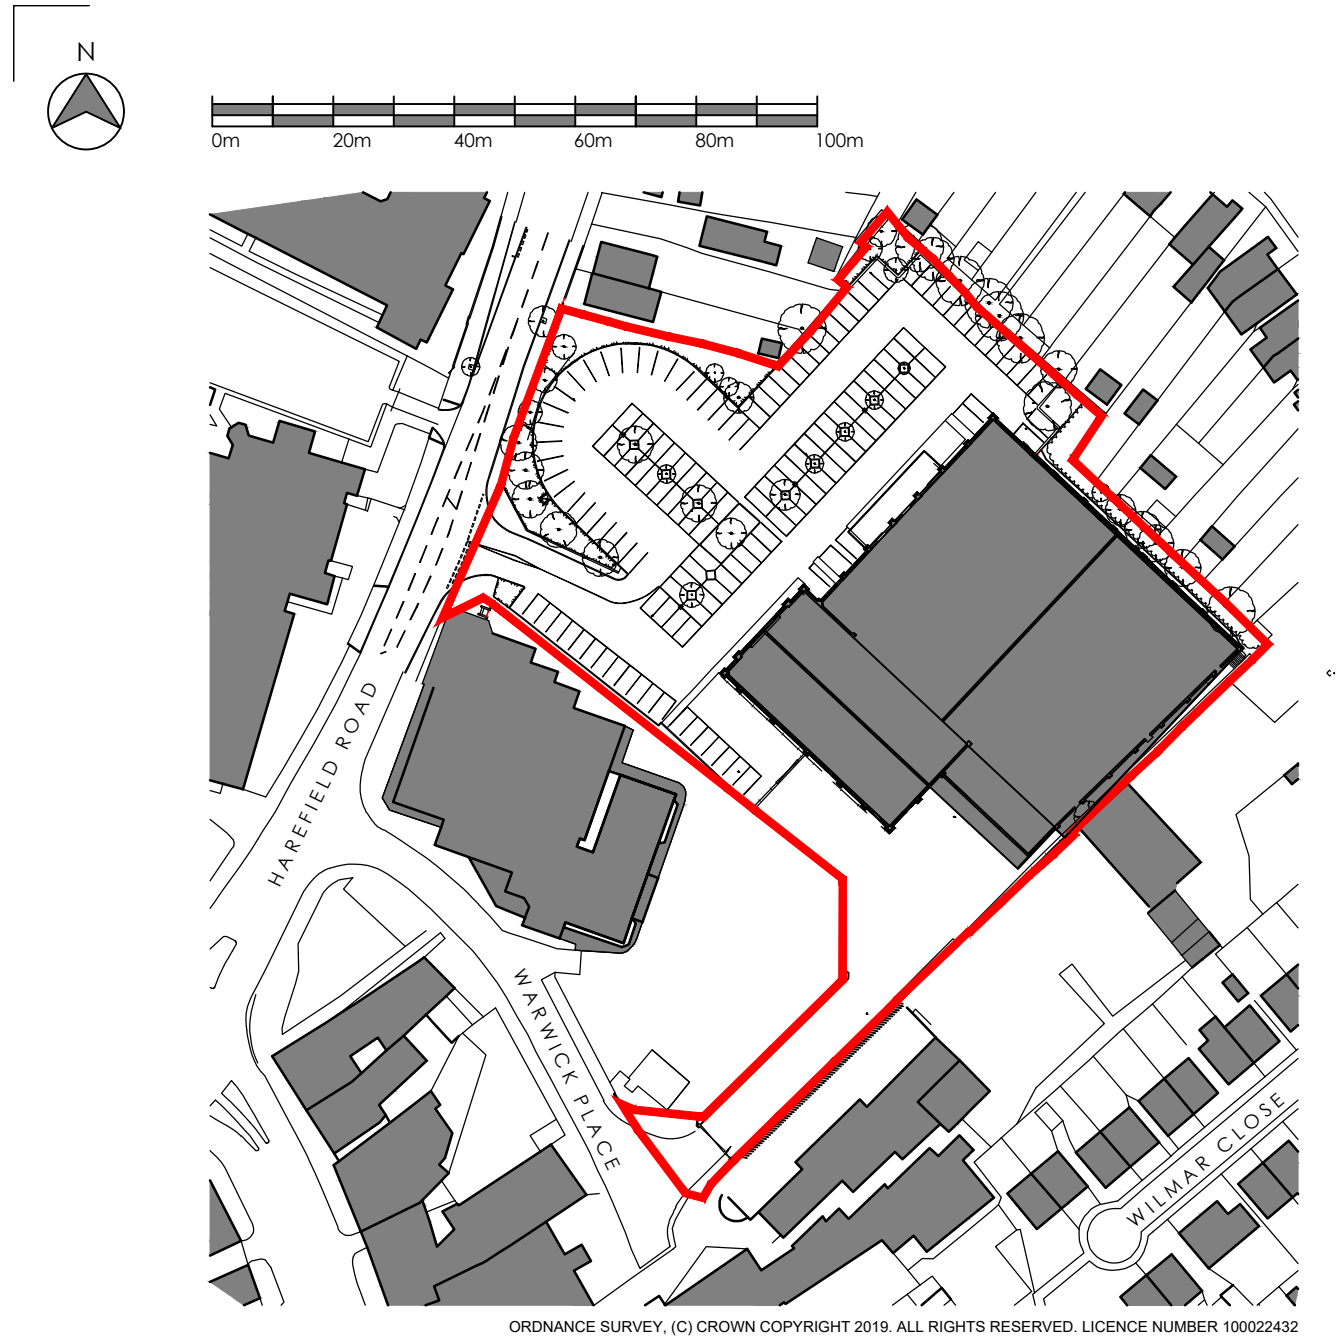 N
0m 20m 40m 60m 80m 100m
HAREFIELD ROAD
WARWICK PLACE
WILMAR CLOSE
ORDNANCE SURVEY, (C) CROWN COPYRIGHT 2019. ALL RIGHTS RESERVED. LICENCE NUMBER 100022432